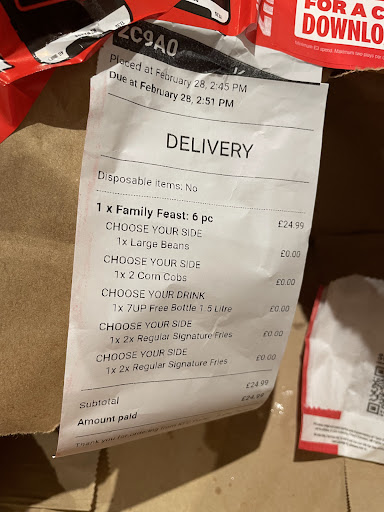 FOR A C
DOWNLO
2C9A0
Placed at February 28, 2:45 PM
Due at February 28, 2:51 PM
DELIVERY
Disposable items: No
1 x Family Feast: 6 pc £24.99
CHOOSE YOUR SIDE
1x Large Beans £0.00
CHOOSE YOUR SIDE
1x 2 Corn Cobs £0.00
CHOOSE YOUR DRINK
1x 7UP Free Bottle 1.5 Litre £0.00
CHOOSE YOUR SIDE
1x 2x Regular Signature Fries £0.00
CHOOSE YOUR SIDE
1x 2x Regular Signature Fries £0.00
Subtotal £24.99
Amount paid £24.99
Thank you for